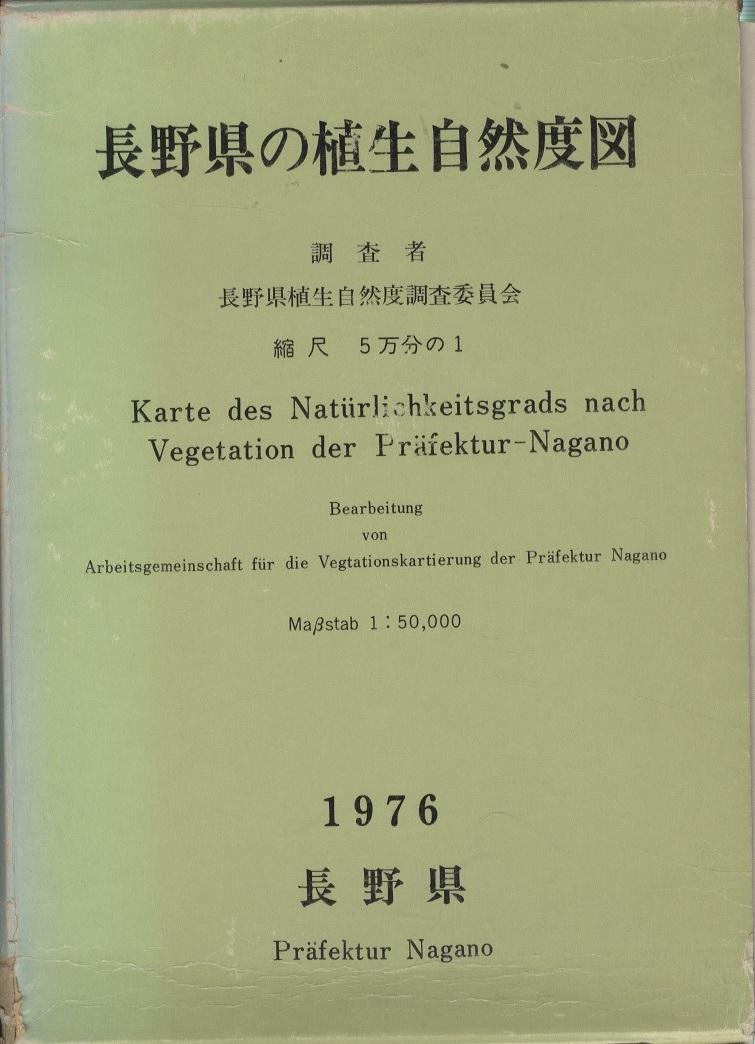 長野県の植生自然度図
調査者
長野県植生自然度調査委員会
縮尺 5万分の1
Karte des Natürlichkeitsgrads nach
Vegetation der Präfektur-Nagano
Bearbeitung
von
Arbeitsgemeinschaft für die Vegtationskartierung der Präfektur Nagano
Maβstab 1:50,000
1976
長野県
Präfektur Nagano